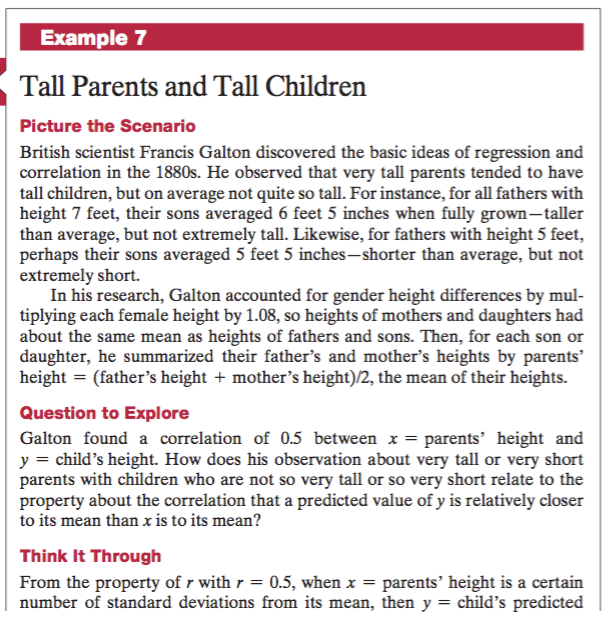 Example 7
Tall Parents and Tall Children
Picture the Scenario
British scientist Francis Galton discovered the basic ideas of regression and
correlation in the 1880s. He observed that very tall parents tended to have
tall children, but on average not quite so tall. For instance, for all fathers with
height 7 feet, their sons averaged 6 feet 5 inches when fully grown—taller
than average, but not extremely tall. Likewise, for fathers with height 5 feet,
perhaps their sons averaged 5 feet 5 inches—shorter than average, but not
extremely short.
In his research, Galton accounted for gender height differences by mul-
tiplying each female height by 1.08, so heights of mothers and daughters had
about the same mean as heights of fathers and sons. Then, for each son or
daughter, he summarized their father's and mother's heights by parents'
height = (father's height + mother's height)/2, the mean of their heights.
Question to Explore
Galton found a correlation of 0.5 between x = parents' height and
y = child's height. How does his observation about very tall or very short
parents with children who are not so very tall or so very short relate to the
property about the correlation that a predicted value of y is relatively closer
to its mean than x is to its mean?
Think It Through
From the property of r with r = 0.5, when x = parents' height is a certain
number of standard deviations from its mean, then y = child's predicted